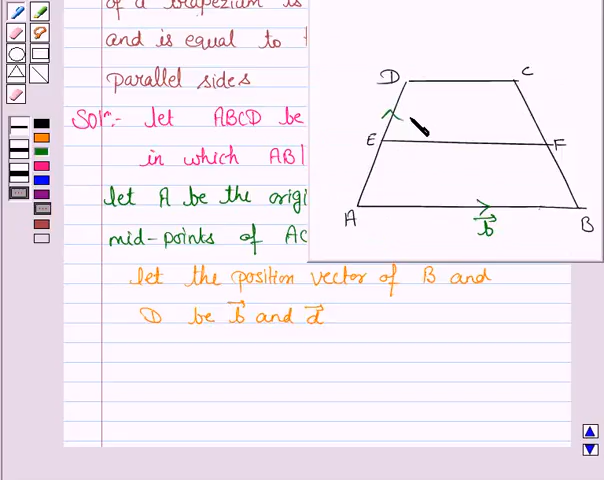 of a trapezium is
and is equal to
parallel sides
Soln:- let ABCD be
in which AB|
let A be the origi
mid-points of AC
let the position vector of B and
D be b⃗ and d⃗
D C
E F
A B
b⃗